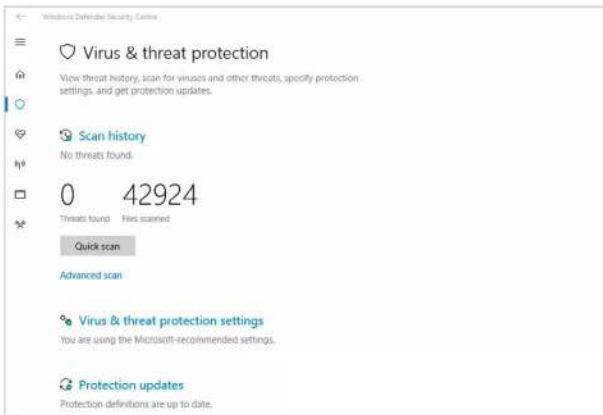 Windows Defender Security Centre
Virus & threat protection
View threat history, scan for viruses and other threats, specify protection
settings, and get protection updates.
Scan history
No threats found.
0 42924
Threats found Files scanned
Quick scan
Advanced scan
Virus & threat protection settings
You are using the Microsoft-recommended settings.
Protection updates
Protection definitions are up to date.